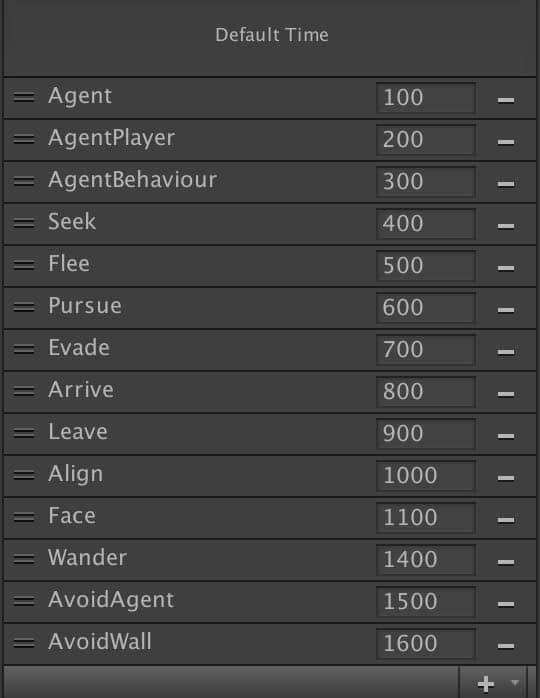 Default Time
Agent 100
AgentPlayer 200
AgentBehaviour 300
Seek 400
Flee 500
Pursue 600
Evade 700
Arrive 800
Leave 900
Align 1000
Face 1100
Wander 1400
AvoidAgent 1500
AvoidWall 1600